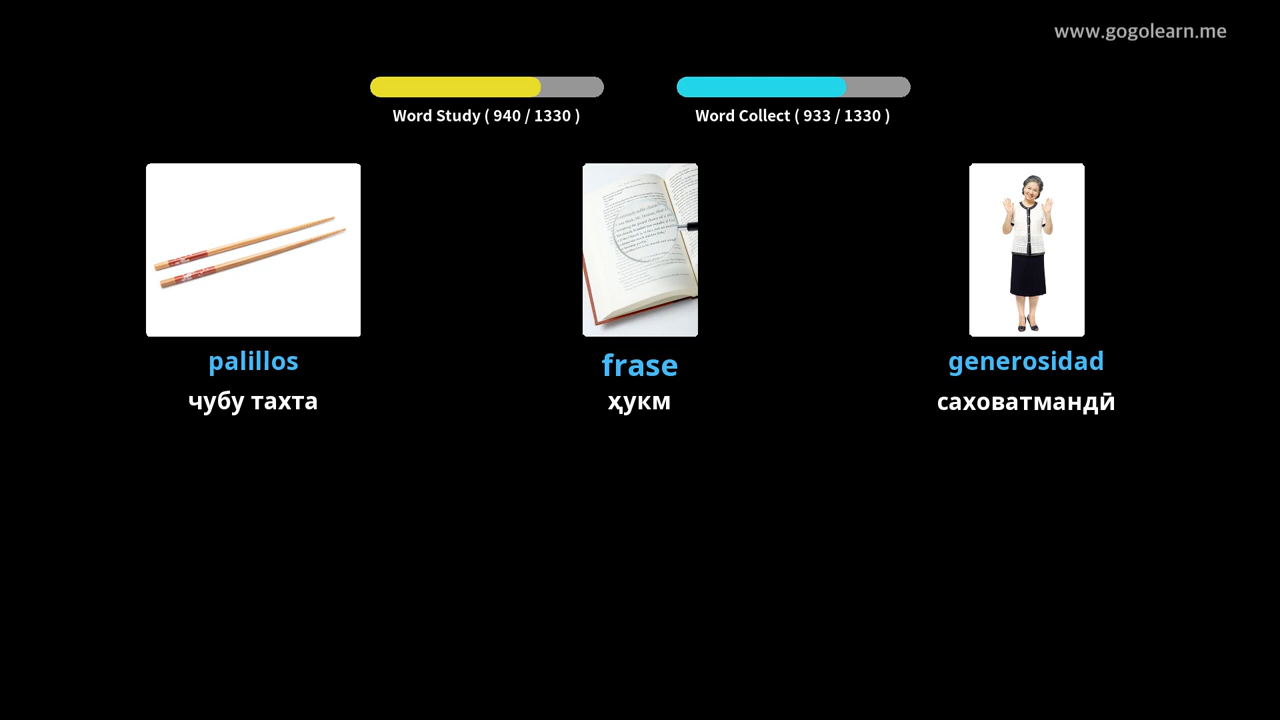 www.gogolearn.me
Word Study ( 940 / 1330 )
Word Collect ( 933 / 1330 )
palillos
frase
generosidad
чубу тахта
ҳукм
саховатмандӣ